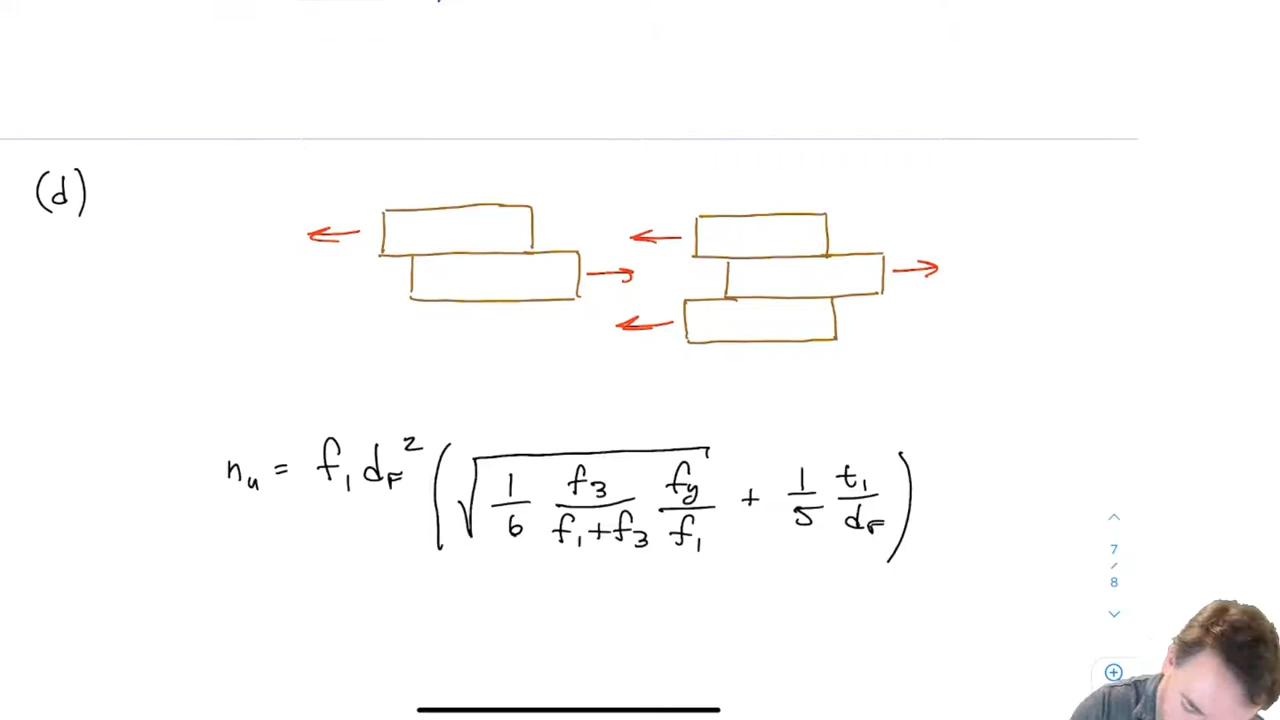 (d)
n_u = f_1 d_F^2 ( √(1/6 f_3/(f_1+f_3) f_y/f_1) + 1/5 t_1/d_F )
7
/
8